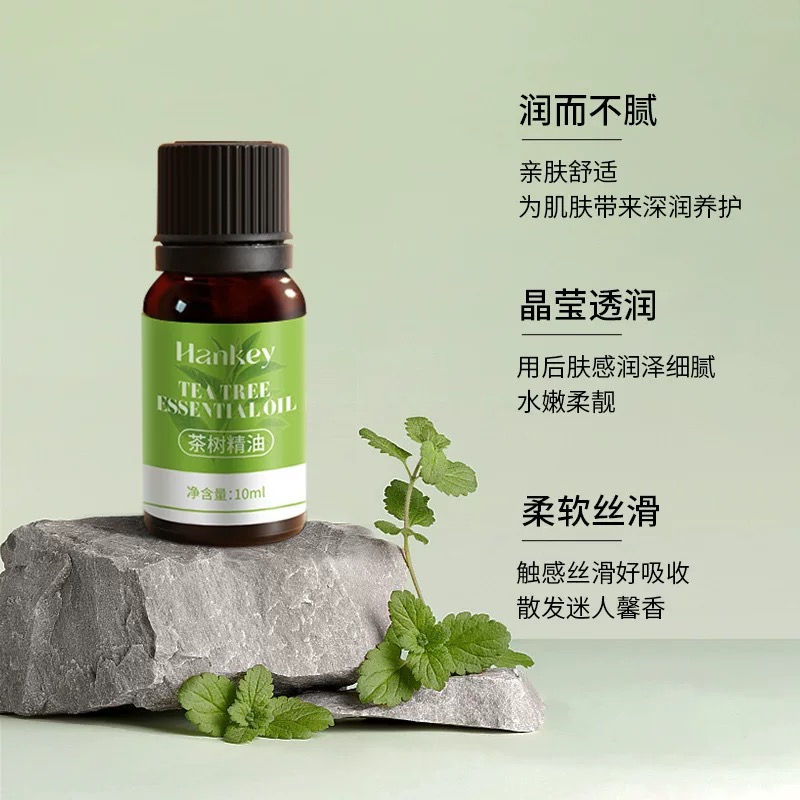 Hankey
TEA TREE
ESSENTIAL OIL
茶树精油
净含量:10ml
润而不腻
亲肤舒适
为肌肤带来深润养护
晶莹透润
用后肤感润泽细腻
水嫩柔靓
柔软丝滑
触感丝滑好吸收
散发迷人馨香